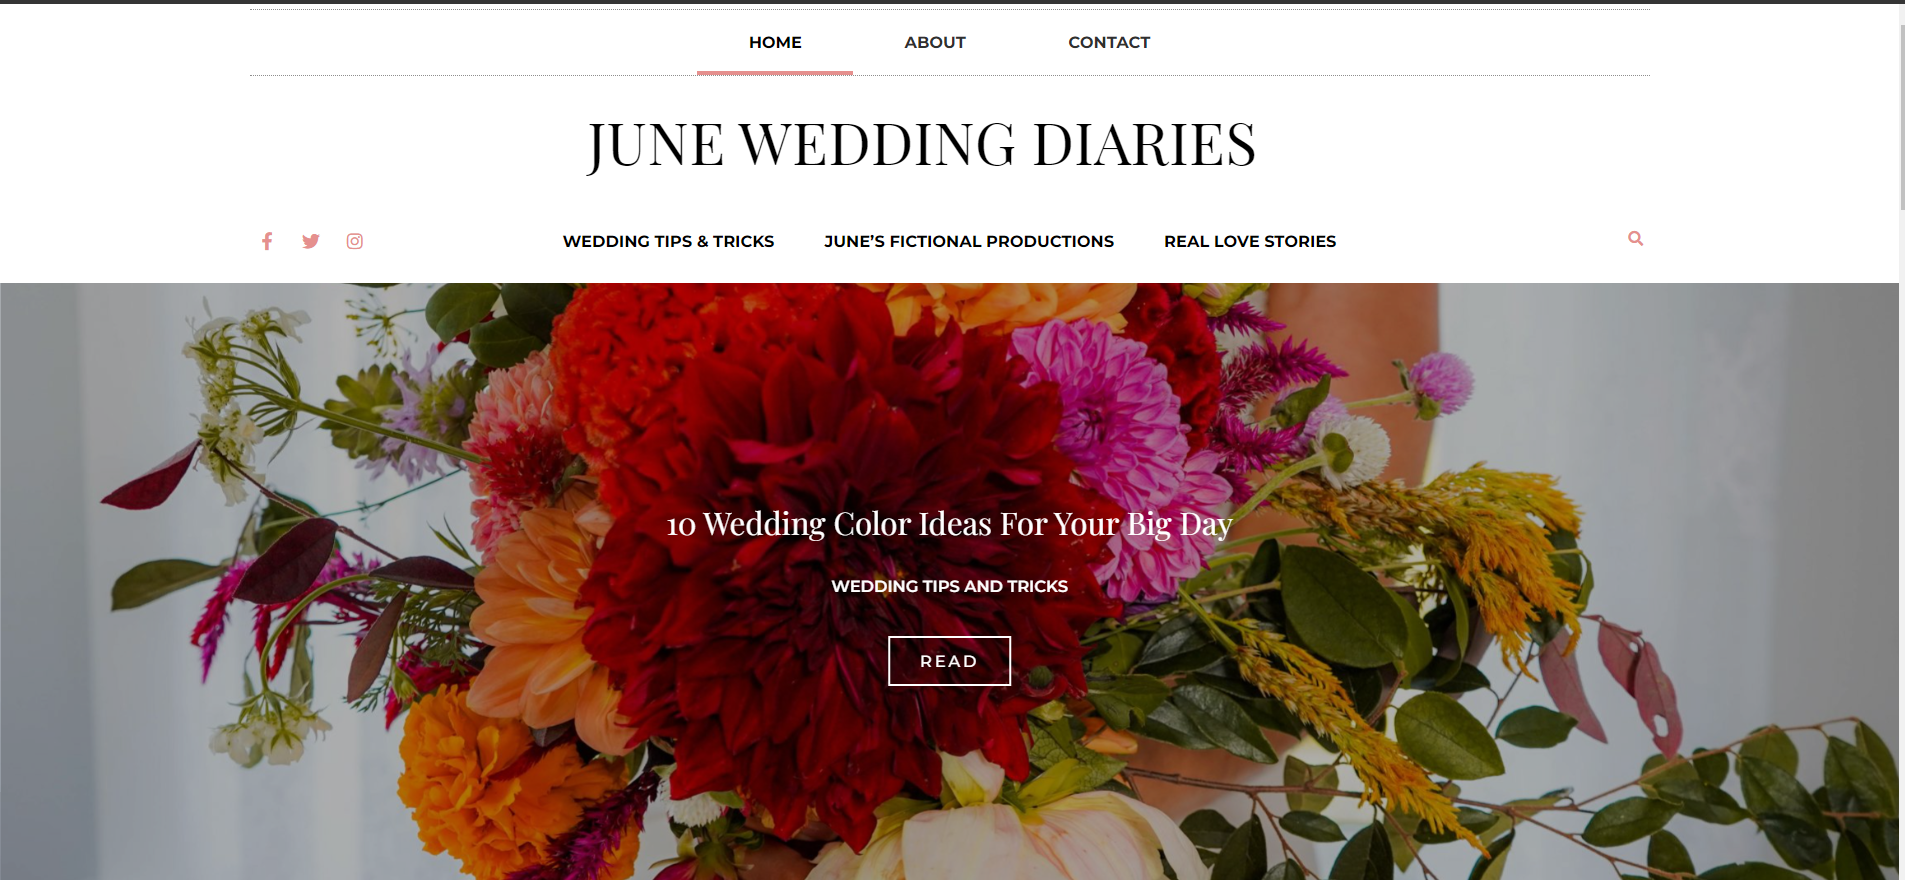 HOME ABOUT CONTACT
JUNE WEDDING DIARIES
WEDDING TIPS & TRICKS JUNE’S FICTIONAL PRODUCTIONS REAL LOVE STORIES
10 Wedding Color Ideas For Your Big Day
WEDDING TIPS AND TRICKS
READ